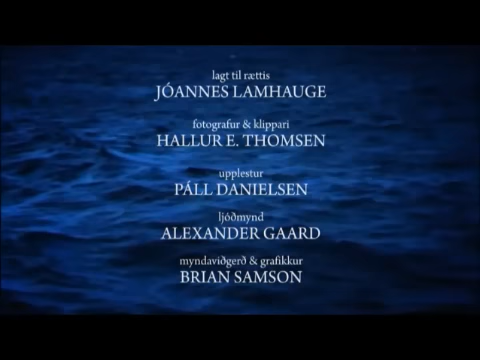 lagt til rættis
JÓANNES LAMHAUGE
fotografur & klippari
HALLUR E. THOMSEN
upplestur
PÁLL DANIELSEN
ljóðmynd
ALEXANDER GAARD
myndaviðgerð & grafikkur
BRIAN SAMSON